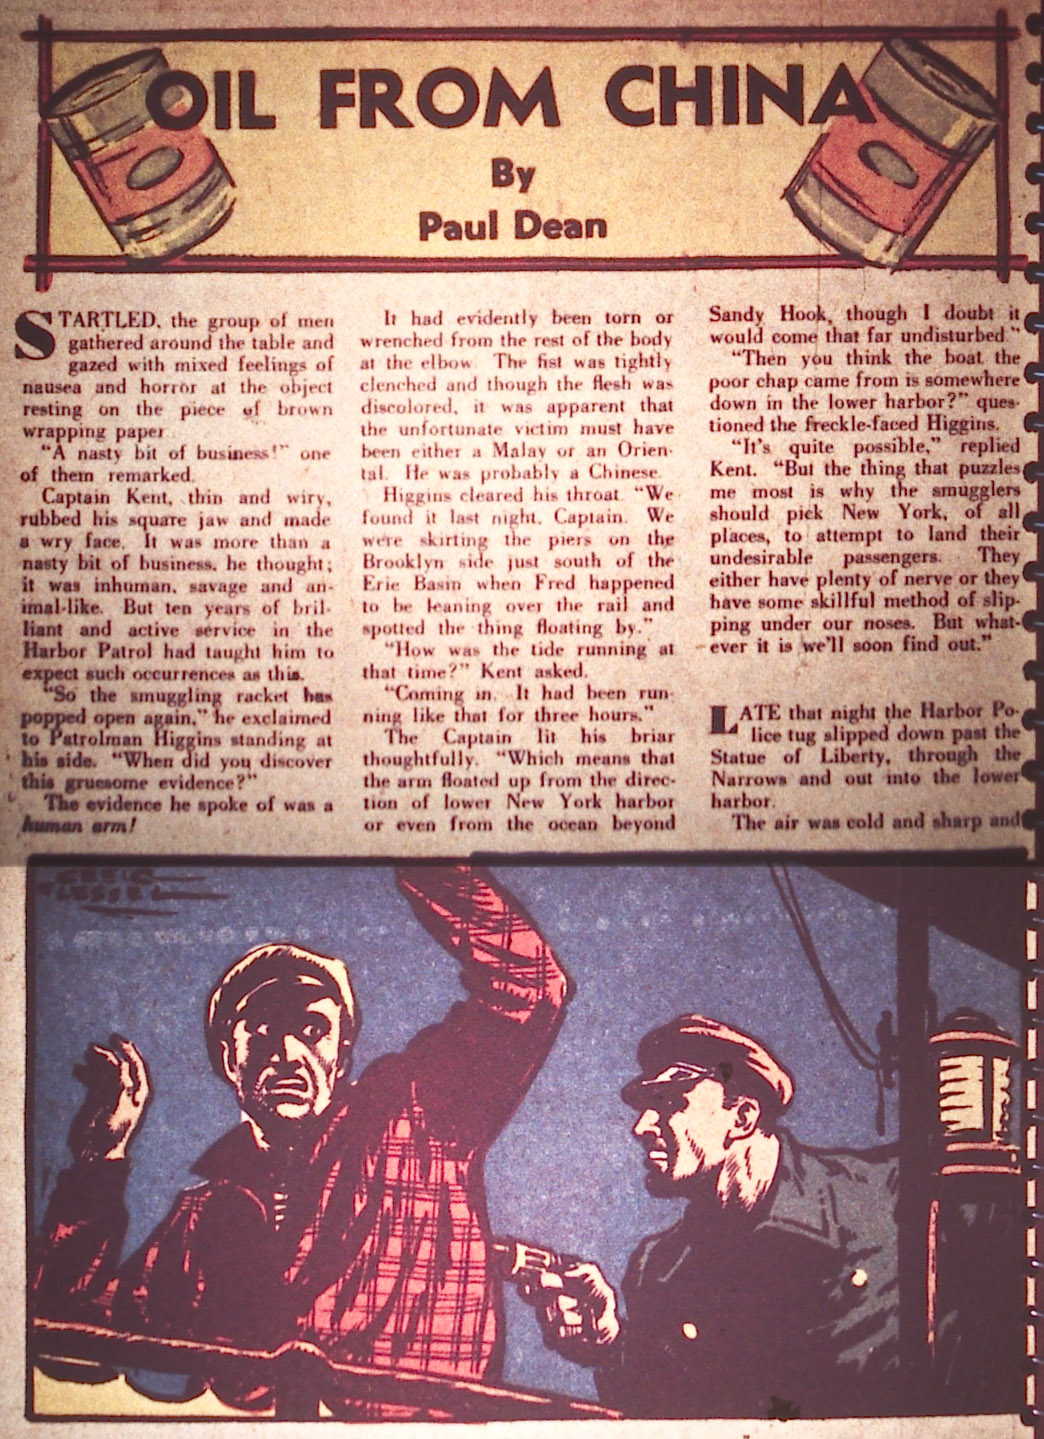 OIL FROM CHINA
By
Paul Dean
STARTLED, the group of men
gathered around the table and
gazed with mixed feelings of
nausea and horror at the object
resting on the piece of brown
wrapping paper
"A nasty bit of business!" one
of them remarked.
Captain Kent, thin and wiry,
rubbed his square jaw and made
a wry face. It was more than a
nasty bit of business, he thought;
it was inhuman, savage and an-
imal-like. But ten years of bril-
liant and active service in the
Harbor Patrol had taught him to
expect such occurrences as this.
"So the smuggling racket has
popped open again," he exclaimed
to Patrolman Higgins standing at
his side. "When did you discover
this gruesome evidence?"
The evidence he spoke of was a
human arm!
It had evidently been torn or
wrenched from the rest of the body
at the elbow. The fist was tightly
clenched and though the flesh was
discolored, it was apparent that
the unfortunate victim must have
been either a Malay or an Orien-
tal. He was probably a Chinese.
Higgins cleared his throat "We
found it last night, Captain. We
were skirting the piers on the
Brooklyn side just south of the
Erie Basin when Fred happened
to be leaning over the rail and
spotted the thing floating by."
"How was the tide running at
that time?" Kent asked.
"Coming in. It had been run-
ning like that for three hours."
The Captain lit his briar
thoughtfully. "Which means that
the arm floated up from the direc-
tion of lower New York harbor
or even from the ocean beyond
Sandy Hook, though I doubt it
would come that far undisturbed."
"Then you think the boat the
poor chap came from is somewhere
down in the lower harbor?" ques-
tioned the freckle-faced Higgins.
"It's quite possible," replied
Kent. "But the thing that puzzles
me most is why the smugglers
should pick New York, of all
places, to attempt to land their
undesirable passengers. They
either have plenty of nerve or they
have some skillful method of slip-
ping under our noses. But what-
ever it is we'll soon find out."
LATE that night the Harbor Po-
lice tug slipped down past the
Statue of Liberty, through the
Narrows and out into the lower
harbor.
The air was cold and sharp and